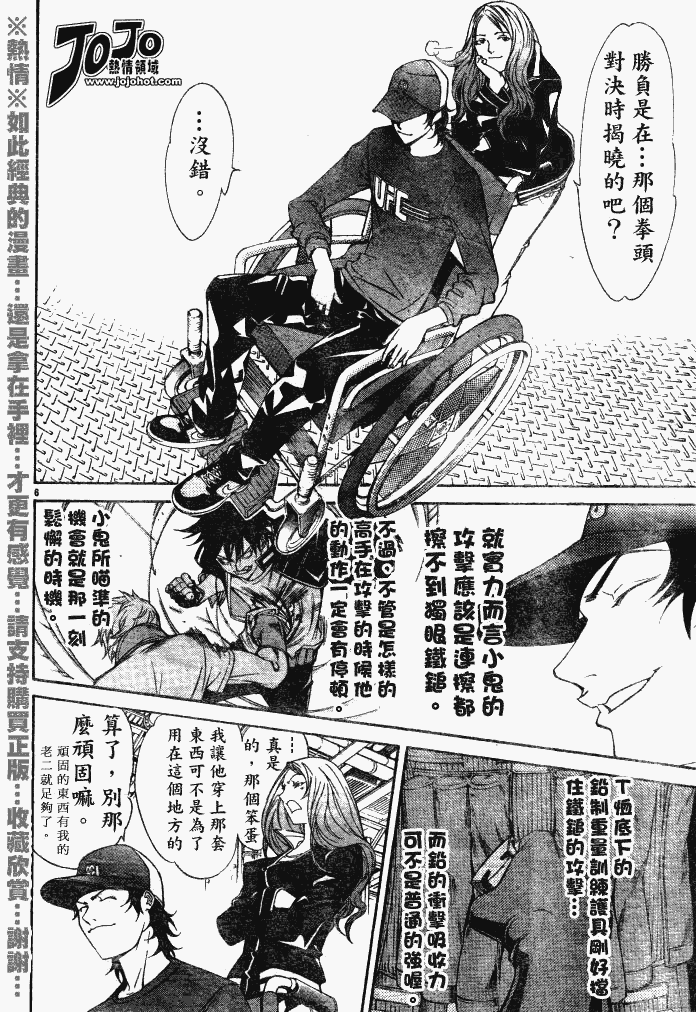 JOJO
熱情領域
www.jojohot.com
勝負是在…那個拳頭
對決時揭曉的吧？
…沒錯。
UFC
6
就實力而言小鬼的
攻擊應該是連擦都
擦不到獨眼鐵鎚。
不過，不管是怎樣的
高手在攻擊的時候他
的動作一定會有停頓。
小鬼所瞄準的
機會就是那一刻
鬆懈的時機。
T恤底下的
鉛制重量訓練護具剛好擋
住鐵鎚的攻擊…
而鉛的衝擊吸收力
可不是普通的強喔。
…真是
的，那個笨蛋
我讓他穿上那套
東西可不是為了
用在這個地方的
算了，別那
麼頑固嘛。
頑固的東西有我的
老二就足夠了。
※熱情※如此經典的漫畫…還是拿在手裡…才更有感覺…請支持購買正版…收藏欣賞…謝謝…